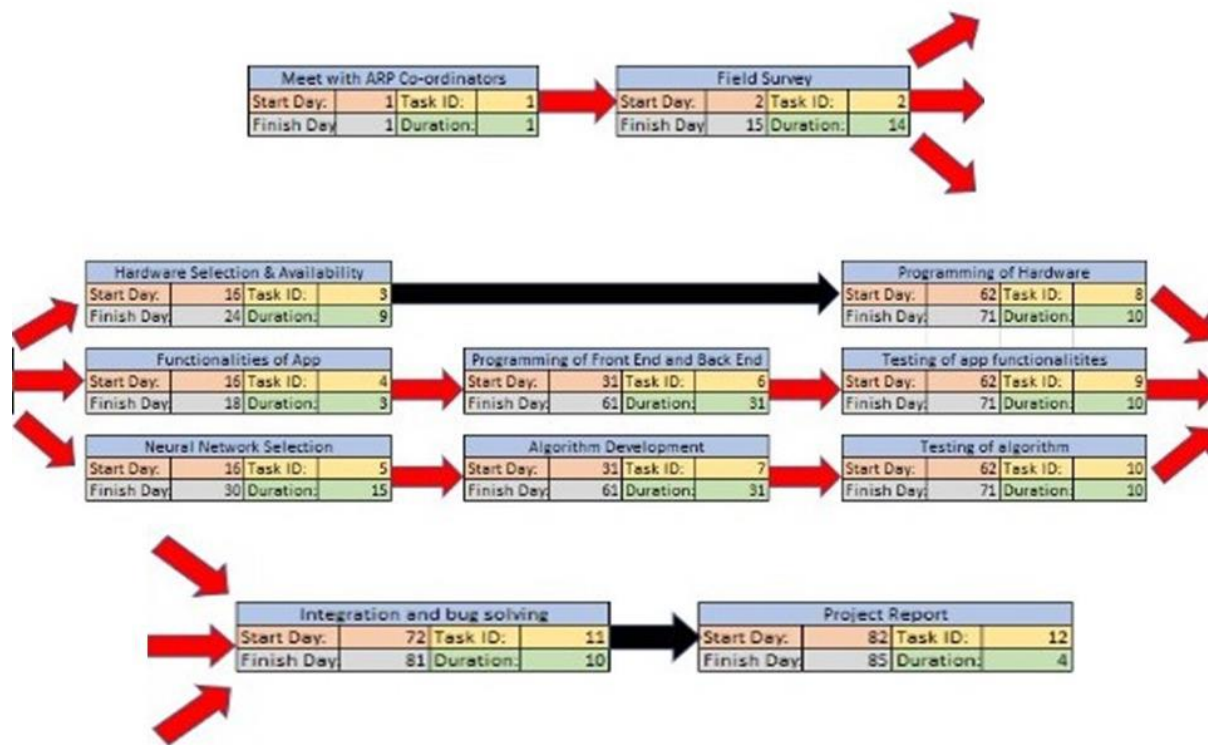 Meet with ARP Co-ordinators
Start Day: 1 Task ID: 1
Finish Day 1 Duration: 1
Field Survey
Start Day: 2 Task ID: 2
Finish Day 15 Duration: 14
Hardware Selection & Availability
Start Day: 16 Task ID: 3
Finish Day: 24 Duration: 9
Programming of Hardware
Start Day: 62 Task ID: 8
Finish Day: 71 Duration: 10
Functionalities of App
Start Day: 16 Task ID: 4
Finish Day: 18 Duration: 3
Programming of Front End and Back End
Start Day: 31 Task ID: 6
Finish Day: 61 Duration: 31
Testing of app functionalitites
Start Day: 62 Task ID: 9
Finish Day: 71 Duration: 10
Neural Network Selection
Start Day: 16 Task ID: 5
Finish Day: 30 Duration: 15
Algorithm Development
Start Day: 31 Task ID: 7
Finish Day: 61 Duration: 31
Testing of algorithm
Start Day: 62 Task ID: 10
Finish Day: 71 Duration: 10
Integration and bug solving
Start Day: 72 Task ID: 11
Finish Day 81 Duration: 10
Project Report
Start Day: 82 Task ID: 12
Finish Day 85 Duration: 4